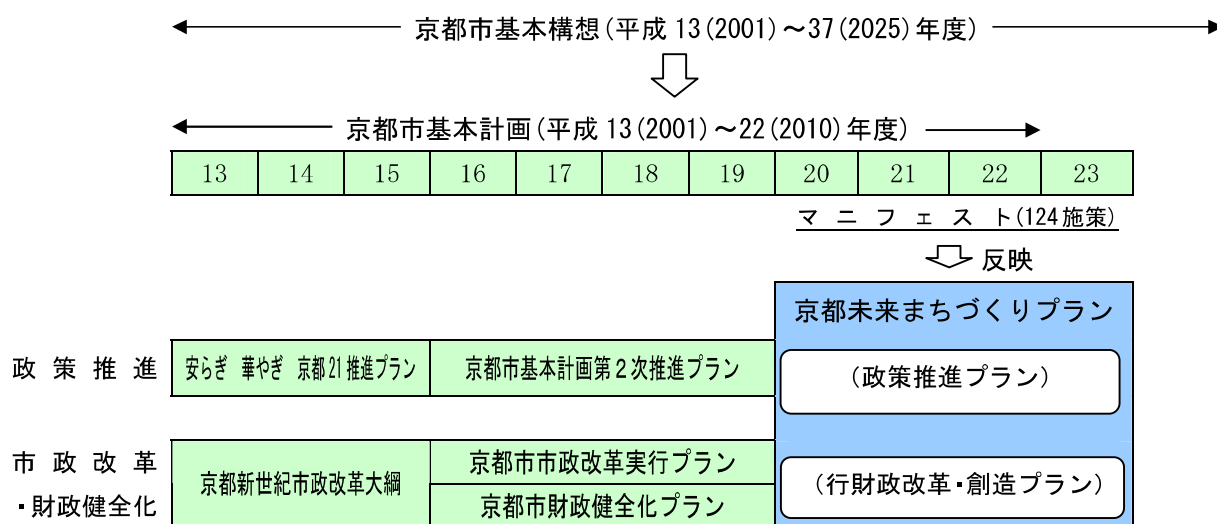 京都市基本構想(平成 13(2001)～37(2025)年度)
京都市基本計画(平成 13(2001)～22(2010)年度)
13 14 15 16 17 18 19 20 21 22 23
マニフェスト(124施策)
反映
京都未来まちづくりプラン
政策推進 安らぎ 華やぎ 京都21推進プラン 京都市基本計画第2次推進プラン (政策推進プラン)
市政改革 京都新世紀市政改革大綱 京都市市政改革実行プラン (行財政改革・創造プラン)
・財政健全化 京都市財政健全化プラン